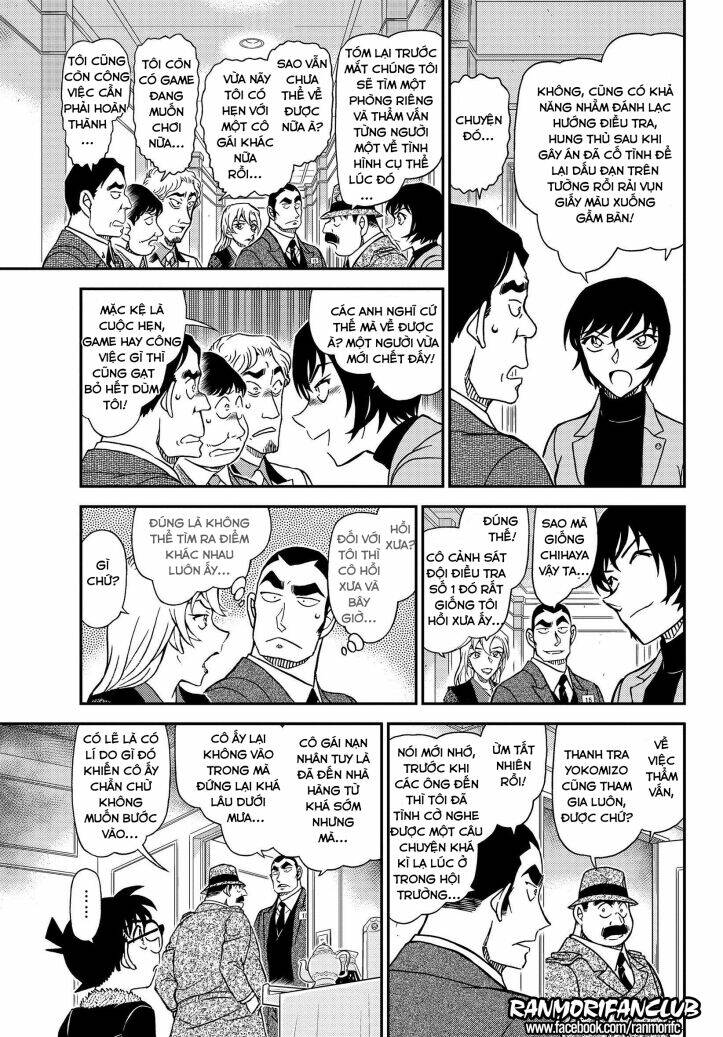 KHÔNG, CŨNG CÓ KHẢ
NĂNG NHẰM ĐÁNH LẠC
HƯỚNG ĐIỀU TRA,
HUNG THỦ SAU KHI
GÂY ÁN ĐÃ CỐ TÌNH ĐỂ
LẠI DẤU ĐẠN TRÊN
TƯỜNG RỒI RẢI VỤN
GIẤY MÀU XUỐNG
GẦM BÀN!
CHUYỆN
ĐÓ...
TÓM LẠI TRƯỚC
MẮT CHÚNG TÔI
SẼ TÌM MỘT
PHÒNG RIÊNG
VÀ THẨM VẤN
TỪNG NGƯỜI
MỘT VỀ TÌNH
HÌNH CỤ THỂ
LÚC ĐÓ
...
SAO VẪN
CHƯA THỂ VỀ
ĐƯỢC
NỮA À?
VỪA NÃY
TÔI CÓ
HẸN VỚI
MỘT CÔ
GÁI KHÁC
NỮA
RỒI...
TÔI CÒN
CÓ GAME
ĐANG
MUỐN
CHƠI
NỮA...
TÔI CŨNG
CÒN CÔNG
VIỆC CẦN
PHẢI HOÀN
THÀNH
...
CÁC ANH NGHĨ CỨ
THẾ MÀ VỀ ĐƯỢC
À? MỘT NGƯỜI VỪA
MỚI CHẾT ĐẤY!
MẶC KỆ LÀ
CUỘC HẸN,
GAME HAY CÔNG
VIỆC GÌ THÌ
CŨNG GẠT
BỎ HẾT DÙM
TÔI!
SAO MÀ
GIỐNG
CHIHAYA
VẬY TA...
ĐÚNG
THẾ!
CÔ CẢNH SÁT
ĐỘI ĐIỀU TRA
SỐ 1 ĐÓ RẤT
GIỐNG TÔI
HỒI XƯA...
HỒI
XƯA?
ĐỐI VỚI
TÔI THÌ
CÔ HỒI
XƯA VÀ
BÂY
GIỜ...
ĐÚNG LÀ KHÔNG
THỂ TÌM RA ĐIỂM
KHÁC NHAU
LUÔN ẤY...
GÌ
CHỨ?
VỀ
VIỆC
THẨM
VẤN,
THANH TRA
YOKOMIZO
CŨNG THAM
GIA LUÔN,
ĐƯỢC CHỨ?
ỪM TẤT
NHIÊN
RỒI!
NÓI MỚI NHỚ,
TRƯỚC KHI
CÁC ÔNG ĐẾN
THÌ TÔI ĐÃ
TÌNH CỜ NGHE
ĐƯỢC MỘT CÂU
CHUYỆN KHÁ
KÌ LẠ LÚC Ở
TRONG HỘI
TRƯỜNG...
CÔ GÁI NẠN
NHÂN TUY LÀ
ĐÃ ĐẾN NHÀ
HÀNG TỪ
KHÁ SỚM
NHƯNG
MÀ...
CÔ ẤY LẠI
KHÔNG VÀO
TRONG MÀ
ĐỨNG LẠI KHÁ
LÂU DƯỚI
MƯA...
CÓ LẼ LÀ CÓ
LÍ DO GÌ ĐÓ
KHIẾN CÔ ẤY
CHẦN CHỪ
KHÔNG
MUỐN BƯỚC
VÀO...
......
15
RANMORIFANCLUB
www.facebook.com/ranmorifc